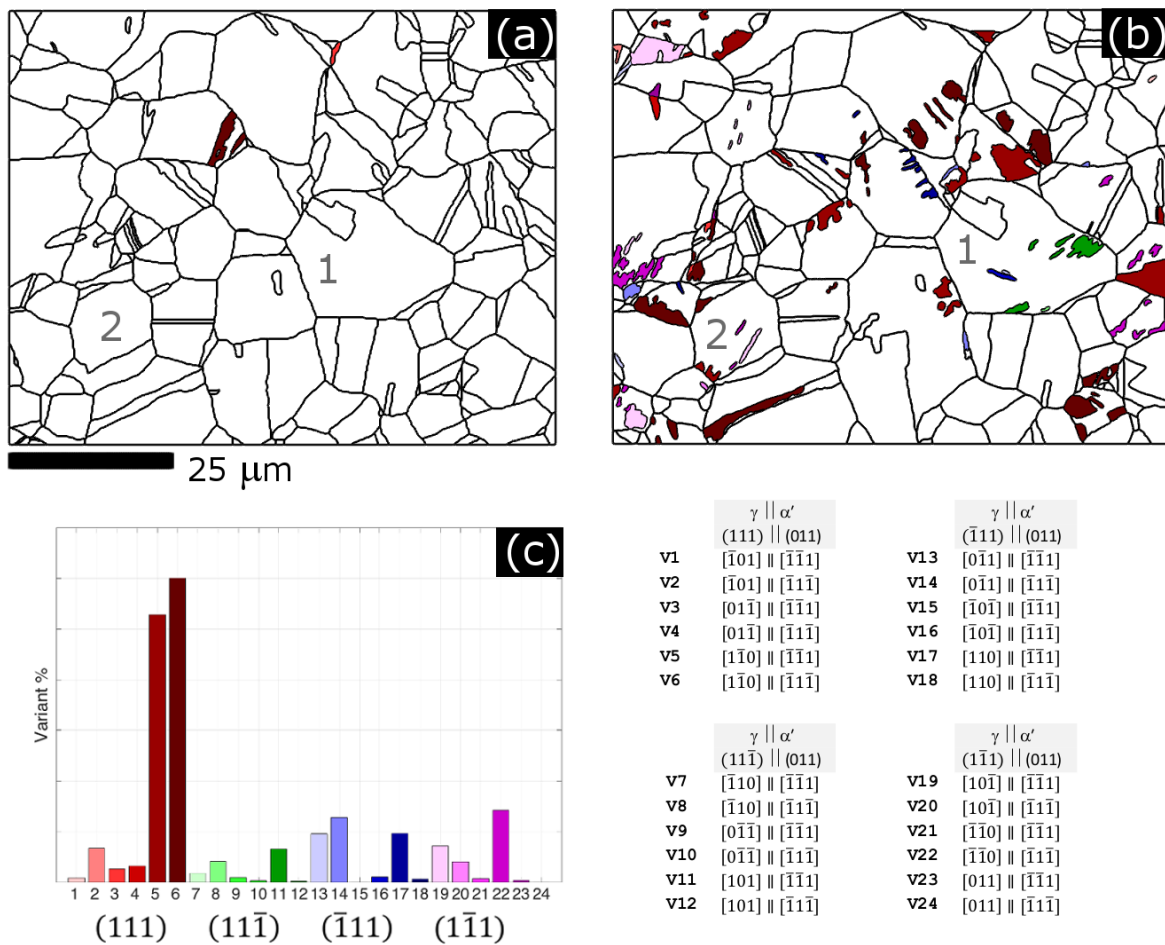 (a)
1
2
25 μm
(b)
1
2
(c)
Variant %
1 2 3 4 5 6 7 8 9 10 11 12 13 14 15 16 17 18 19 20 21 22 23 24
(111) (111̅) (1̅11) (11̅1)
γ || α′
(111) || (011)
V1 [1̅01] ∥ [1̅1̅1]
V2 [1̅01] ∥ [1̅11̅]
V3 [011̅] ∥ [1̅1̅1]
V4 [011̅] ∥ [1̅11̅]
V5 [11̅0] ∥ [1̅1̅1]
V6 [11̅0] ∥ [1̅11̅]
γ || α′
(1̅11) || (011)
V13 [01̅1] ∥ [1̅1̅1]
V14 [01̅1] ∥ [1̅11̅]
V15 [1̅01̅] ∥ [1̅1̅1]
V16 [1̅01̅] ∥ [1̅11̅]
V17 [110] ∥ [1̅1̅1]
V18 [110] ∥ [1̅11̅]
γ || α′
(111̅) || (011)
V7 [1̅10] ∥ [1̅1̅1]
V8 [1̅10] ∥ [1̅11̅]
V9 [01̅1̅] ∥ [1̅1̅1]
V10 [01̅1̅] ∥ [1̅11̅]
V11 [101] ∥ [1̅1̅1]
V12 [101] ∥ [1̅11̅]
γ || α′
(11̅1) || (011)
V19 [101̅] ∥ [1̅1̅1]
V20 [101̅] ∥ [1̅11̅]
V21 [1̅1̅0] ∥ [1̅1̅1]
V22 [1̅1̅0] ∥ [1̅11̅]
V23 [011] ∥ [1̅1̅1]
V24 [011] ∥ [1̅11̅]